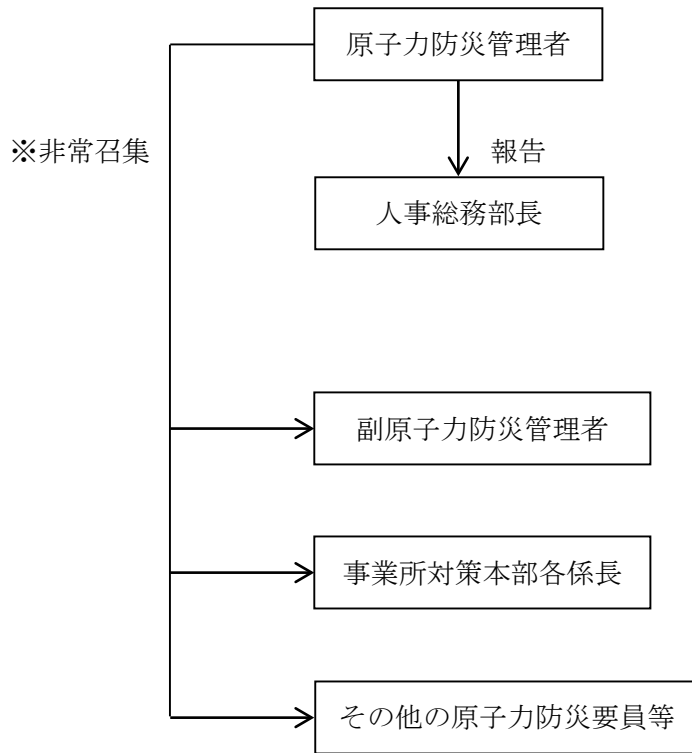 原子力防災管理者
※非常召集
報告
人事総務部長
副原子力防災管理者
事業所対策本部各係長
その他の原子力防災要員等